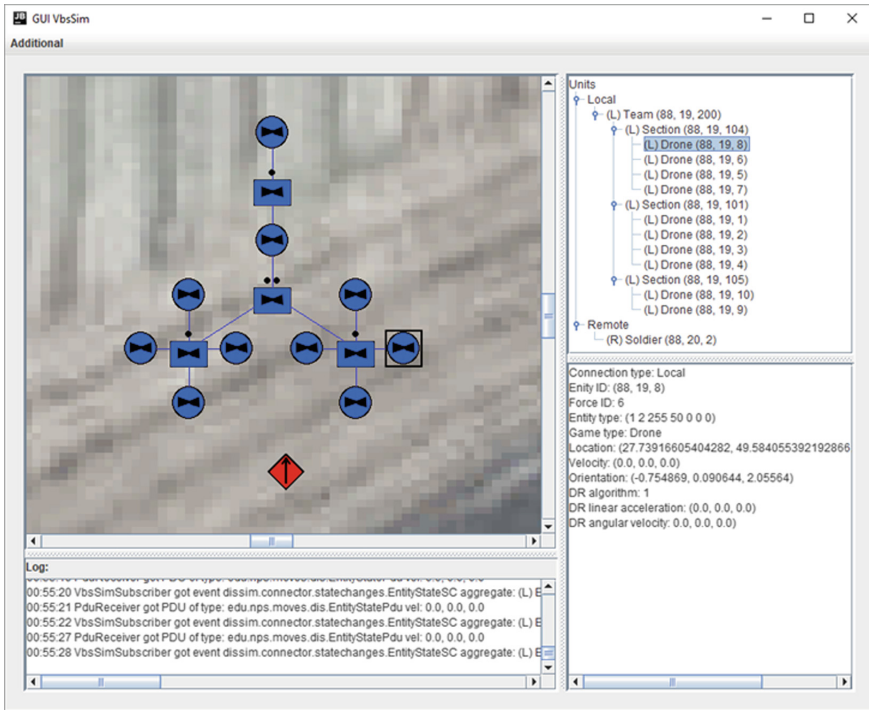 JB GUI VbsSim
Additional
Units
Local
(L) Team (88, 19, 200)
(L) Section (88, 19, 104)
(L) Drone (88, 19, 8)
(L) Drone (88, 19, 6)
(L) Drone (88, 19, 5)
(L) Drone (88, 19, 7)
(L) Section (88, 19, 101)
(L) Drone (88, 19, 1)
(L) Drone (88, 19, 2)
(L) Drone (88, 19, 3)
(L) Drone (88, 19, 4)
(L) Section (88, 19, 105)
(L) Drone (88, 19, 10)
(L) Drone (88, 19, 9)
Remote
(R) Soldier (88, 20, 2)
Connection type: Local
Enity ID: (88, 19, 8)
Force ID: 6
Entity type: (1 2 255 50 0 0 0)
Game type: Drone
Location: (27.73916605404282, 49.584055392192866
Velocity: (0.0, 0.0, 0.0)
Orientation: (-0.754869, 0.090644, 2.05564)
DR algorithm: 1
DR linear acceleration: (0.0, 0.0, 0.0)
DR angular velocity: 0.0, 0.0, 0.0)
Log:
00:55:20 VbsSimSubscriber got event dissim.connector.statechanges.EntityStateSC aggregate: (L) E
00:55:21 PduReceiver got PDU of type: edu.nps.moves.dis.EntityStatePdu vel: 0.0, 0.0, 0.0
00:55:22 VbsSimSubscriber got event dissim.connector.statechanges.EntityStateSC aggregate: (L) E
00:55:27 PduReceiver got PDU of type: edu.nps.moves.dis.EntityStatePdu vel: 0.0, 0.0, 0.0
00:55:28 VbsSimSubscriber got event dissim.connector.statechanges.EntityStateSC aggregate: (L) E